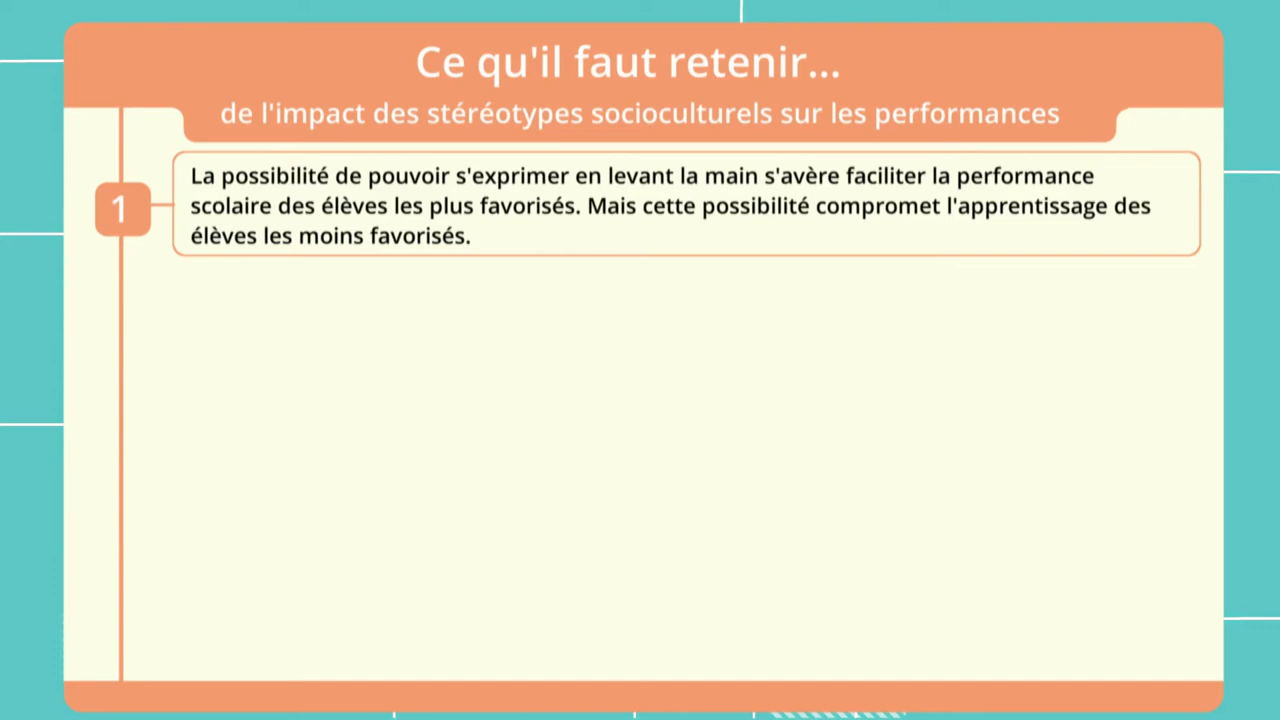 Ce qu'il faut retenir...
de l'impact des stéréotypes socioculturels sur les performances
1
La possibilité de pouvoir s'exprimer en levant la main s'avère faciliter la performance
scolaire des élèves les plus favorisés. Mais cette possibilité compromet l'apprentissage des
élèves les moins favorisés.